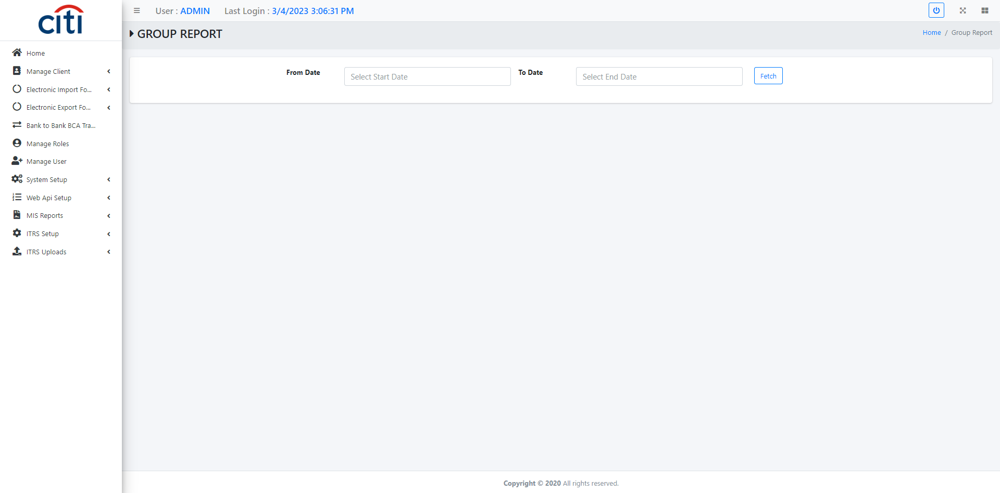 citi
User : ADMIN Last Login : 3/4/2023 3:06:31 PM
GROUP REPORT
Home / Group Report
Home
Manage Client
Electronic Import Fo...
Electronic Export Fo...
Bank to Bank BCA Tra...
Manage Roles
Manage User
System Setup
Web Api Setup
MIS Reports
ITRS Setup
ITRS Uploads
From Date Select Start Date To Date Select End Date Fetch
Copyright © 2020 All rights reserved.